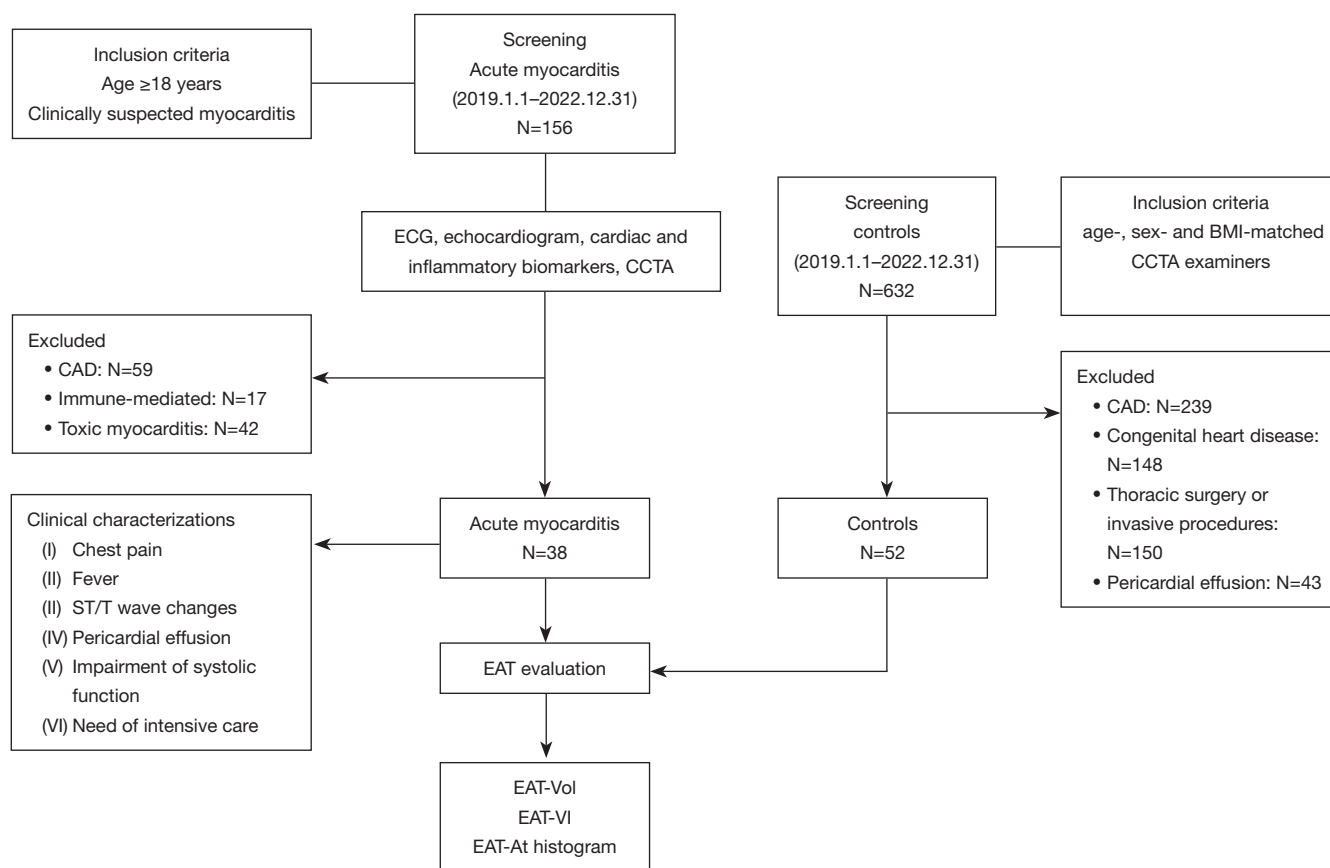 Inclusion criteria
Age ≥18 years
Clinically suspected myocarditis
Screening
Acute myocarditis
(2019.1.1–2022.12.31)
N=156
ECG, echocardiogram, cardiac and
inflammatory biomarkers, CCTA
Screening
controls
(2019.1.1–2022.12.31)
N=632
Inclusion criteria
age-, sex- and BMI-matched
CCTA examiners
Excluded
• CAD: N=59
• Immune-mediated: N=17
• Toxic myocarditis: N=42
Excluded
• CAD: N=239
• Congenital heart disease:
N=148
• Thoracic surgery or
invasive procedures:
N=150
• Pericardial effusion: N=43
Clinical characterizations
(I) Chest pain
(II) Fever
(II) ST/T wave changes
(IV) Pericardial effusion
(V) Impairment of systolic
function
(VI) Need of intensive care
Acute myocarditis
N=38
Controls
N=52
EAT evaluation
EAT-Vol
EAT-VI
EAT-At histogram